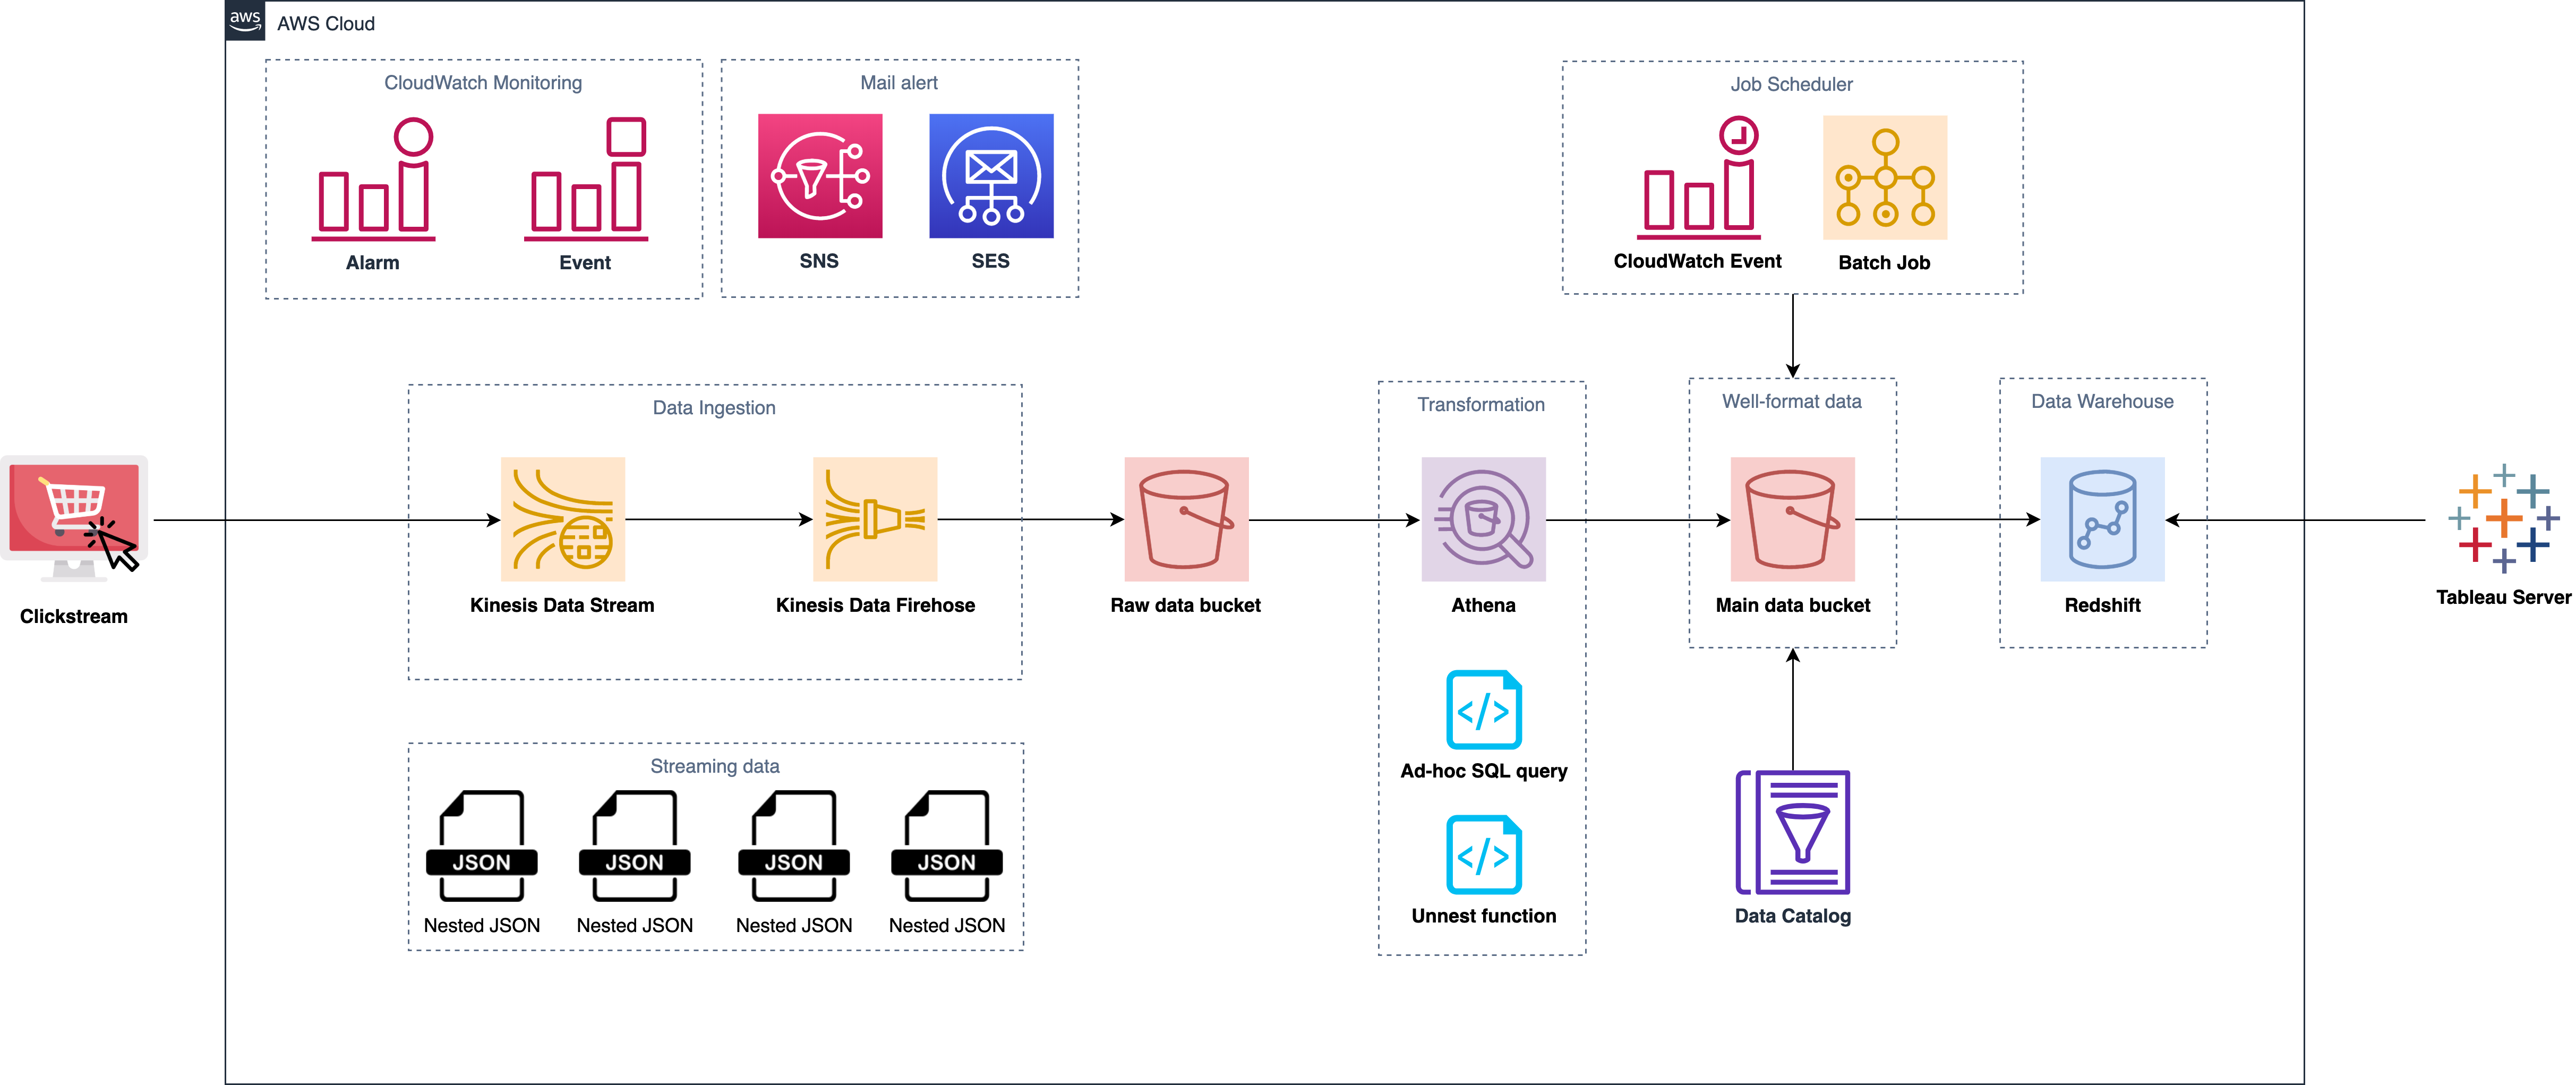 aws
AWS Cloud
CloudWatch Monitoring
Alarm
Event
Mail alert
SNS
SES
Job Scheduler
CloudWatch Event
Batch Job
Clickstream
Data Ingestion
Kinesis Data Stream
Kinesis Data Firehose
Raw data bucket
Transformation
Athena
Ad-hoc SQL query
Unnest function
Well-format data
Main data bucket
Data Warehouse
Redshift
Tableau Server
Streaming data
JSON
Nested JSON
JSON
Nested JSON
JSON
Nested JSON
JSON
Nested JSON
Data Catalog